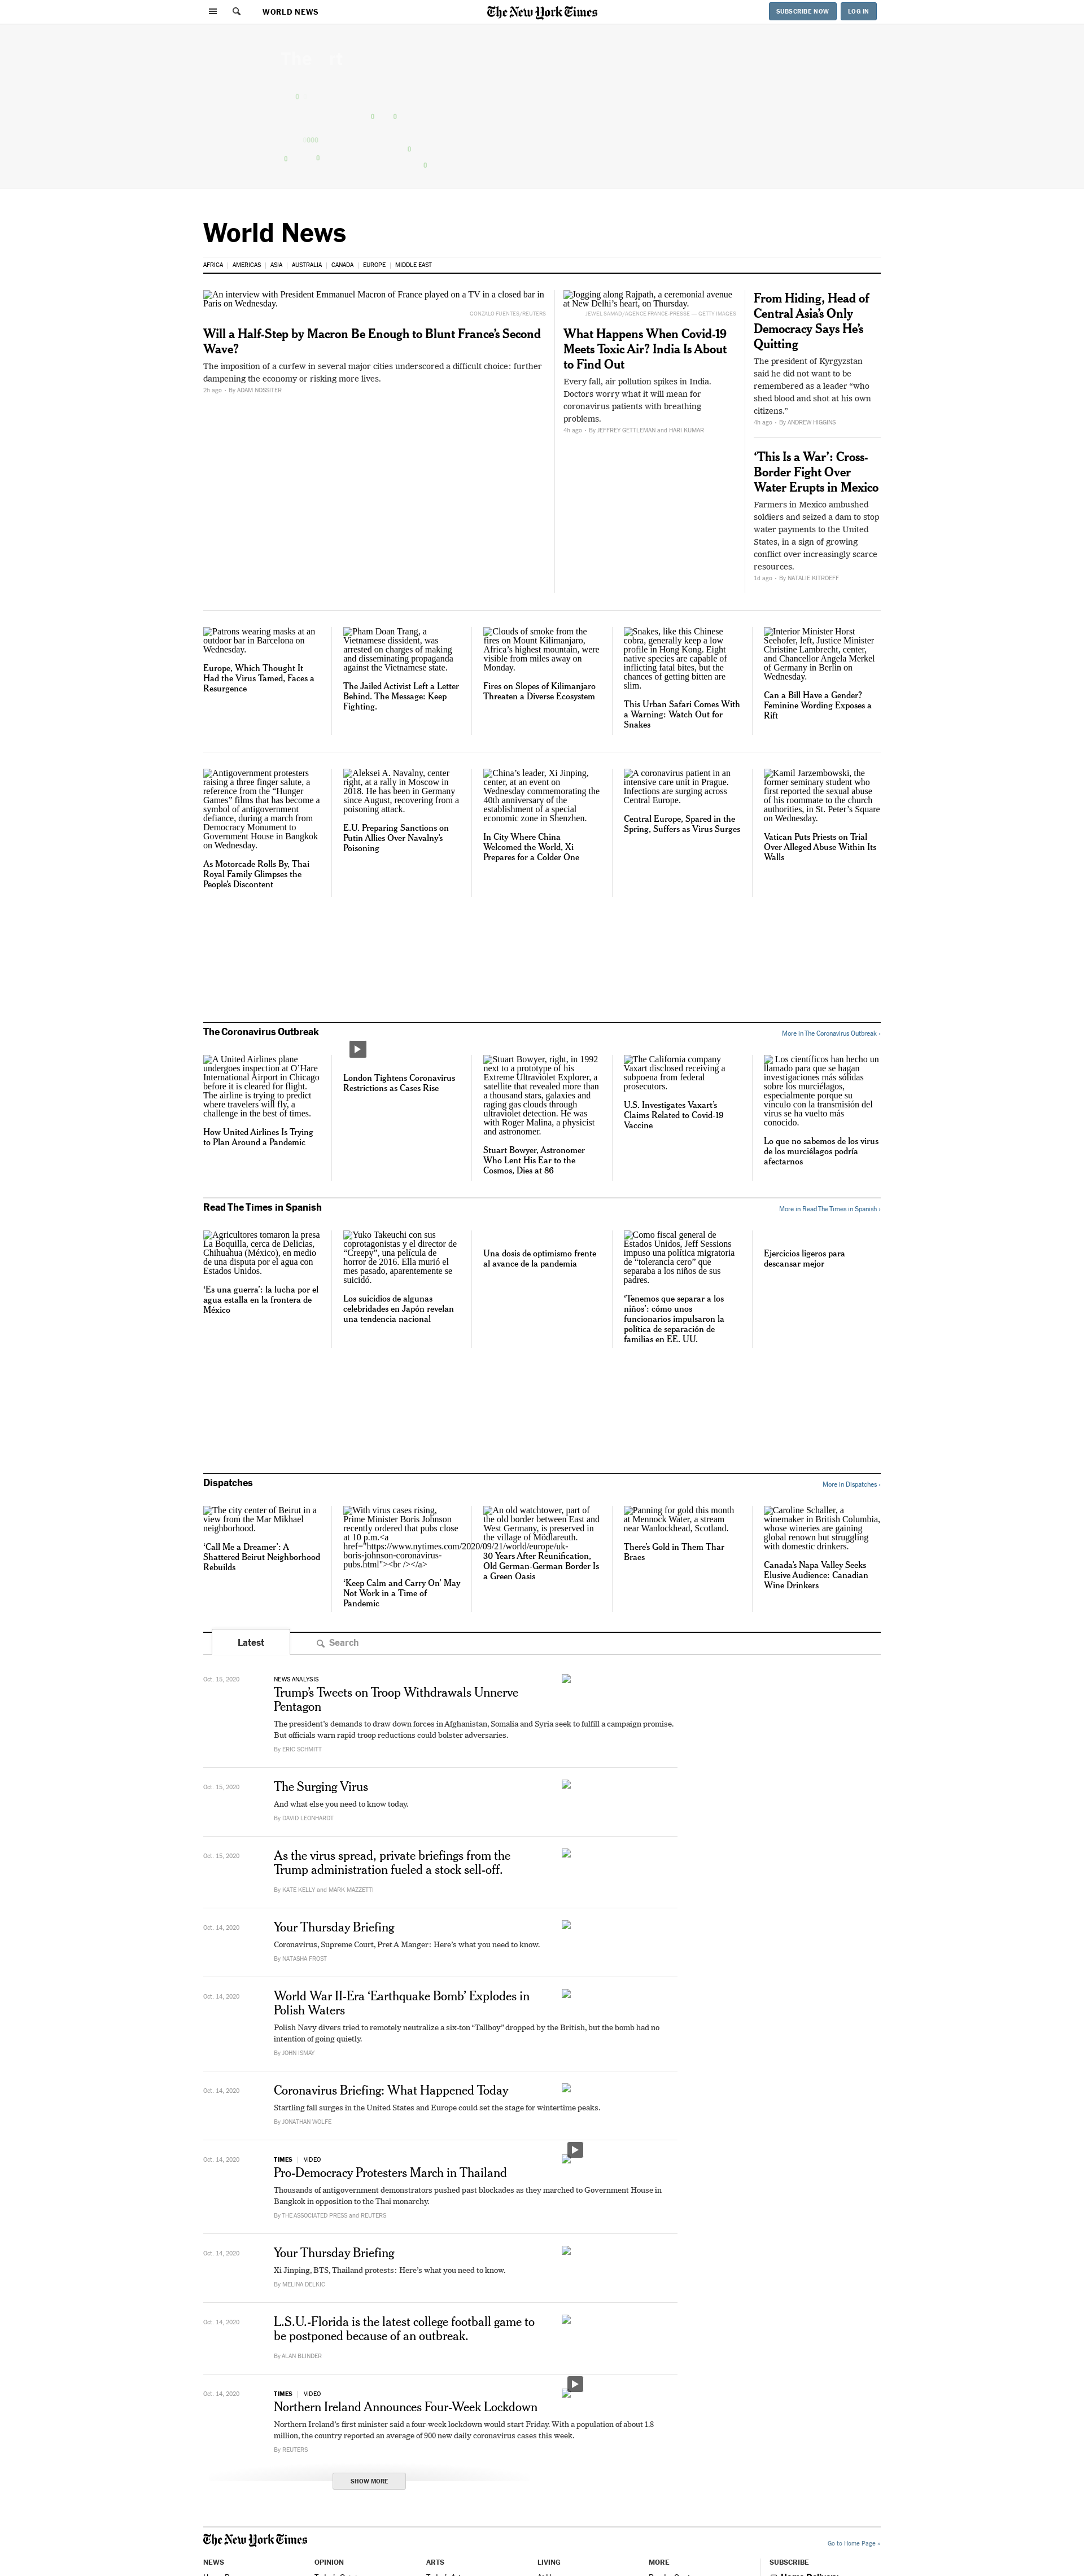 WORLD NEWS
The New York Times
SUBSCRIBE NOW
LOG IN
World News
AFRICA
AMERICAS
ASIA
AUSTRALIA
CANADA
EUROPE
MIDDLE EAST
An interview with President Emmanuel Macron of France played on a TV in a closed bar in
Paris on Wednesday.
GONZALO FUENTES/REUTERS
Will a Half-Step by Macron Be Enough to Blunt France’s Second
Wave?
The imposition of a curfew in several major cities underscored a difficult choice: further
dampening the economy or risking more lives.
2h ago - By ADAM NOSSITER
Jogging along Rajpath, a ceremonial avenue
at New Delhi’s heart, on Thursday.
JEWEL SAMAD/AGENCE FRANCE-PRESSE — GETTY IMAGES
What Happens When Covid-19
Meets Toxic Air? India Is About
to Find Out
Every fall, air pollution spikes in India.
Doctors worry what it will mean for
coronavirus patients with breathing
problems.
4h ago - By JEFFREY GETTLEMAN and HARI KUMAR
From Hiding, Head of
Central Asia’s Only
Democracy Says He’s
Quitting
The president of Kyrgyzstan
said he did not want to be
remembered as a leader “who
shed blood and shot at his own
citizens.”
4h ago - By ANDREW HIGGINS
‘This Is a War’: Cross-
Border Fight Over
Water Erupts in Mexico
Farmers in Mexico ambushed
soldiers and seized a dam to stop
water payments to the United
States, in a sign of growing
conflict over increasingly scarce
resources.
1d ago - By NATALIE KITROEFF
Patrons wearing masks at an
outdoor bar in Barcelona on
Wednesday.
Europe, Which Thought It
Had the Virus Tamed, Faces a
Resurgence
Pham Doan Trang, a
Vietnamese dissident, was
arrested on charges of making
and disseminating propaganda
against the Vietnamese state.
The Jailed Activist Left a Letter
Behind. The Message: Keep
Fighting.
Clouds of smoke from the
fires on Mount Kilimanjaro,
Africa’s highest mountain, were
visible from miles away on
Monday.
Fires on Slopes of Kilimanjaro
Threaten a Diverse Ecosystem
Snakes, like this Chinese
cobra, generally keep a low
profile in Hong Kong. Eight
native species are capable of
inflicting fatal bites, but the
chances of getting bitten are
slim.
This Urban Safari Comes With
a Warning: Watch Out for
Snakes
Interior Minister Horst
Seehofer, left, Justice Minister
Christine Lambrecht, center,
and Chancellor Angela Merkel
of Germany in Berlin on
Wednesday.
Can a Bill Have a Gender?
Feminine Wording Exposes a
Rift
Antigovernment protesters
raising a three finger salute, a
reference from the “Hunger
Games” films that has become a
symbol of antigovernment
defiance, during a march from
Democracy Monument to
Government House in Bangkok
on Wednesday.
As Motorcade Rolls By, Thai
Royal Family Glimpses the
People’s Discontent
Aleksei A. Navalny, center
right, at a rally in Moscow in
2018. He has been in Germany
since August, recovering from a
poisoning attack.
E.U. Preparing Sanctions on
Putin Allies Over Navalny’s
Poisoning
China’s leader, Xi Jinping,
center, at an event on
Wednesday commemorating the
40th anniversary of the
establishment of a special
economic zone in Shenzhen.
In City Where China
Welcomed the World, Xi
Prepares for a Colder One
A coronavirus patient in an
intensive care unit in Prague.
Infections are surging across
Central Europe.
Central Europe, Spared in the
Spring, Suffers as Virus Surges
Kamil Jarzembowski, the
former seminary student who
first reported the sexual abuse
of his roommate to the church
authorities, in St. Peter’s Square
on Wednesday.
Vatican Puts Priests on Trial
Over Alleged Abuse Within Its
Walls
The Coronavirus Outbreak
More in The Coronavirus Outbreak ›
A United Airlines plane
undergoes inspection at O’Hare
International Airport in Chicago
before it is cleared for flight.
The airline is trying to predict
where travelers will fly, a
challenge in the best of times.
How United Airlines Is Trying
to Plan Around a Pandemic
London Tightens Coronavirus
Restrictions as Cases Rise
Stuart Bowyer, right, in 1992
next to a prototype of his
Extreme Ultraviolet Explorer, a
satellite that revealed more than
a thousand stars, galaxies and
raging gas clouds through
ultraviolet detection. He was
with Roger Malina, a physicist
and astronomer.
Stuart Bowyer, Astronomer
Who Lent His Ear to the
Cosmos, Dies at 86
The California company
Vaxart disclosed receiving a
subpoena from federal
prosecutors.
U.S. Investigates Vaxart’s
Claims Related to Covid-19
Vaccine
Los científicos han hecho un
llamado para que se hagan
investigaciones más sólidas
sobre los murciélagos,
especialmente porque su
vínculo con la transmisión del
virus se ha vuelto más
conocido.
Lo que no sabemos de los virus
de los murciélagos podría
afectarnos
Read The Times in Spanish
More in Read The Times in Spanish ›
Agricultores tomaron la presa
La Boquilla, cerca de Delicias,
Chihuahua (México), en medio
de una disputa por el agua con
Estados Unidos.
‘Es una guerra’: la lucha por el
agua estalla en la frontera de
México
Yuko Takeuchi con sus
coprotagonistas y el director de
“Creepy”, una película de
horror de 2016. Ella murió el
mes pasado, aparentemente se
suicidó.
Los suicidios de algunas
celebridades en Japón revelan
una tendencia nacional
Una dosis de optimismo frente
al avance de la pandemia
Como fiscal general de
Estados Unidos, Jeff Sessions
impuso una política migratoria
de “tolerancia cero” que
separaba a los niños de sus
padres.
‘Tenemos que separar a los
niños’: cómo unos
funcionarios impulsaron la
política de separación de
familias en EE. UU.
Ejercicios ligeros para
descansar mejor
Dispatches
More in Dispatches ›
The city center of Beirut in a
view from the Mar Mikhael
neighborhood.
‘Call Me a Dreamer’: A
Shattered Beirut Neighborhood
Rebuilds
With virus cases rising,
Prime Minister Boris Johnson
recently ordered that pubs close
at 10 p.m.<a
href="https://www.nytimes.com/2020/09/21/world/europe/uk-
boris-johnson-coronavirus-
pubs.html"><br /></a>
‘Keep Calm and Carry On’ May
Not Work in a Time of
Pandemic
An old watchtower, part of
the old border between East and
West Germany, is preserved in
the village of Mödlareuth.
30 Years After Reunification,
Old German-German Border Is
a Green Oasis
Panning for gold this month
at Mennock Water, a stream
near Wanlockhead, Scotland.
There’s Gold in Them Thar
Braes
Caroline Schaller, a
winemaker in British Columbia,
whose wineries are gaining
global renown but struggling
with domestic drinkers.
Canada’s Napa Valley Seeks
Elusive Audience: Canadian
Wine Drinkers
Latest
Search
Oct. 15, 2020
NEWS ANALYSIS
Trump’s Tweets on Troop Withdrawals Unnerve
Pentagon
The president’s demands to draw down forces in Afghanistan, Somalia and Syria seek to fulfill a campaign promise.
But officials warn rapid troop reductions could bolster adversaries.
By ERIC SCHMITT
Oct. 15, 2020
The Surging Virus
And what else you need to know today.
By DAVID LEONHARDT
Oct. 15, 2020
As the virus spread, private briefings from the
Trump administration fueled a stock sell-off.
By KATE KELLY and MARK MAZZETTI
Oct. 14, 2020
Your Thursday Briefing
Coronavirus, Supreme Court, Pret A Manger: Here’s what you need to know.
By NATASHA FROST
Oct. 14, 2020
World War II-Era ‘Earthquake Bomb’ Explodes in
Polish Waters
Polish Navy divers tried to remotely neutralize a six-ton “Tallboy” dropped by the British, but the bomb had no
intention of going quietly.
By JOHN ISMAY
Oct. 14, 2020
Coronavirus Briefing: What Happened Today
Startling fall surges in the United States and Europe could set the stage for wintertime peaks.
By JONATHAN WOLFE
Oct. 14, 2020
TIMES | VIDEO
Pro-Democracy Protesters March in Thailand
Thousands of antigovernment demonstrators pushed past blockades as they marched to Government House in
Bangkok in opposition to the Thai monarchy.
By THE ASSOCIATED PRESS and REUTERS
Oct. 14, 2020
Your Thursday Briefing
Xi Jinping, BTS, Thailand protests: Here’s what you need to know.
By MELINA DELKIC
Oct. 14, 2020
L.S.U.-Florida is the latest college football game to
be postponed because of an outbreak.
By ALAN BLINDER
Oct. 14, 2020
TIMES | VIDEO
Northern Ireland Announces Four-Week Lockdown
Northern Ireland’s first minister said a four-week lockdown would start Friday. With a population of about 1.8
million, the country reported an average of 900 new daily coronavirus cases this week.
By REUTERS
SHOW MORE
The New York Times
Go to Home Page »
NEWS
OPINION
ARTS
LIVING
MORE
SUBSCRIBE